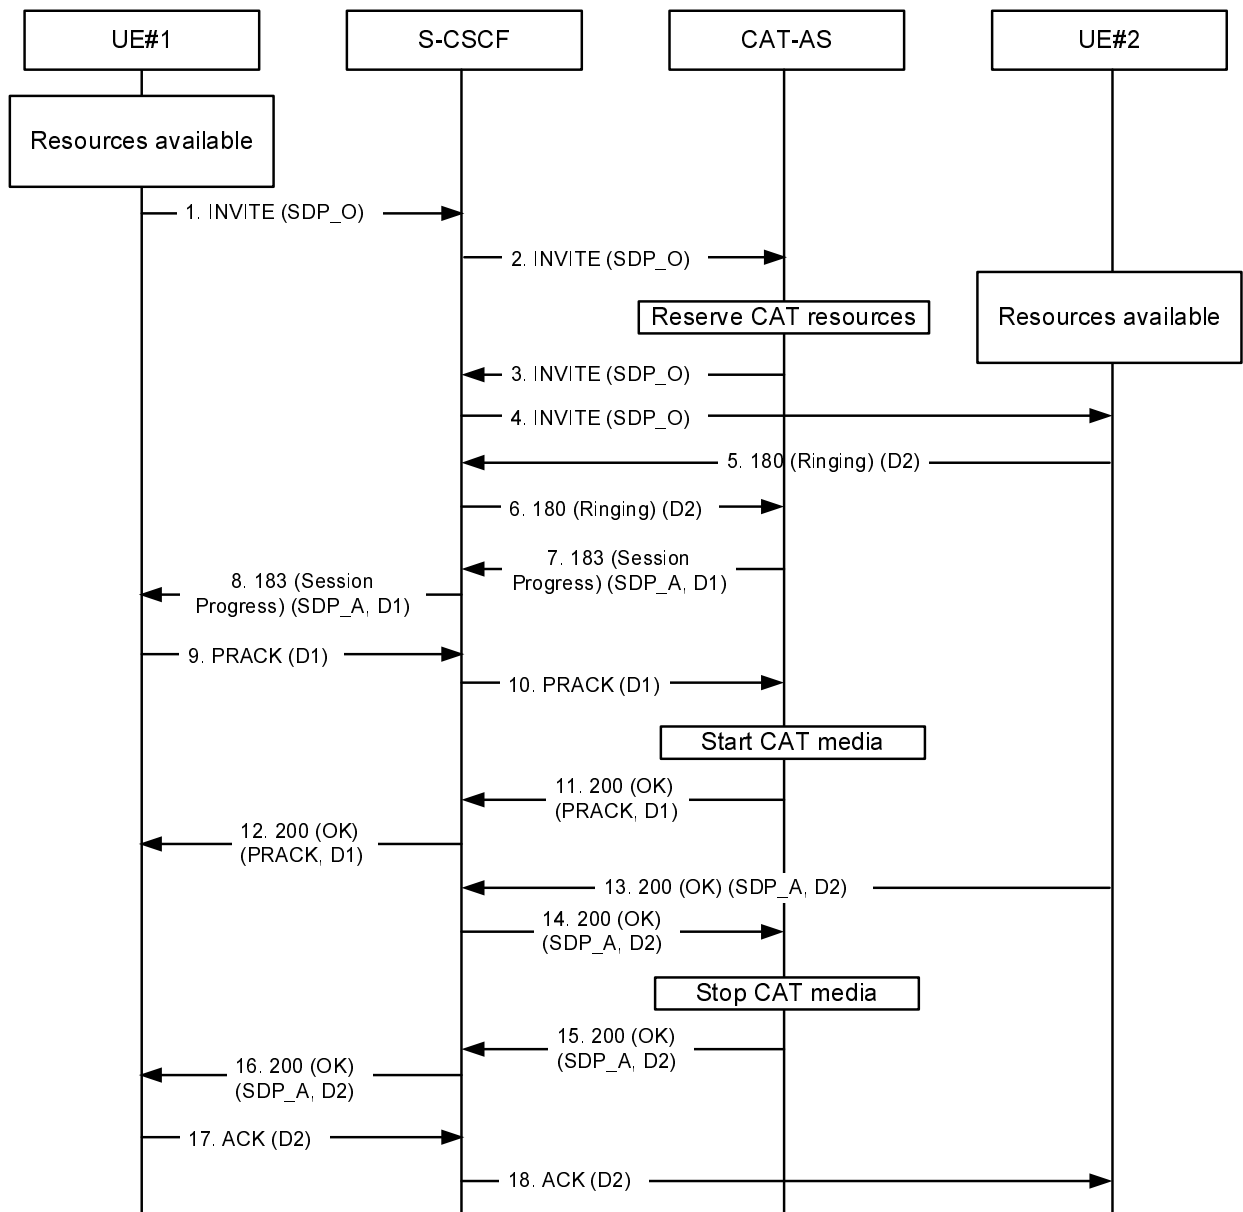 UE#1
S-CSCF
CAT-AS
UE#2
Resources available
1. INVITE (SDP_O)
2. INVITE (SDP_O)
Reserve CAT resources
Resources available
3. INVITE (SDP_O)
4. INVITE (SDP_O)
5. 180 (Ringing) (D2)
6. 180 (Ringing) (D2)
7. 183 (Session
Progress) (SDP_A, D1)
8. 183 (Session
Progress) (SDP_A, D1)
9. PRACK (D1)
10. PRACK (D1)
Start CAT media
11. 200 (OK)
(PRACK, D1)
12. 200 (OK)
(PRACK, D1)
13. 200 (OK) (SDP_A, D2)
14. 200 (OK)
(SDP_A, D2)
Stop CAT media
15. 200 (OK)
(SDP_A, D2)
16. 200 (OK)
(SDP_A, D2)
17. ACK (D2)
18. ACK (D2)